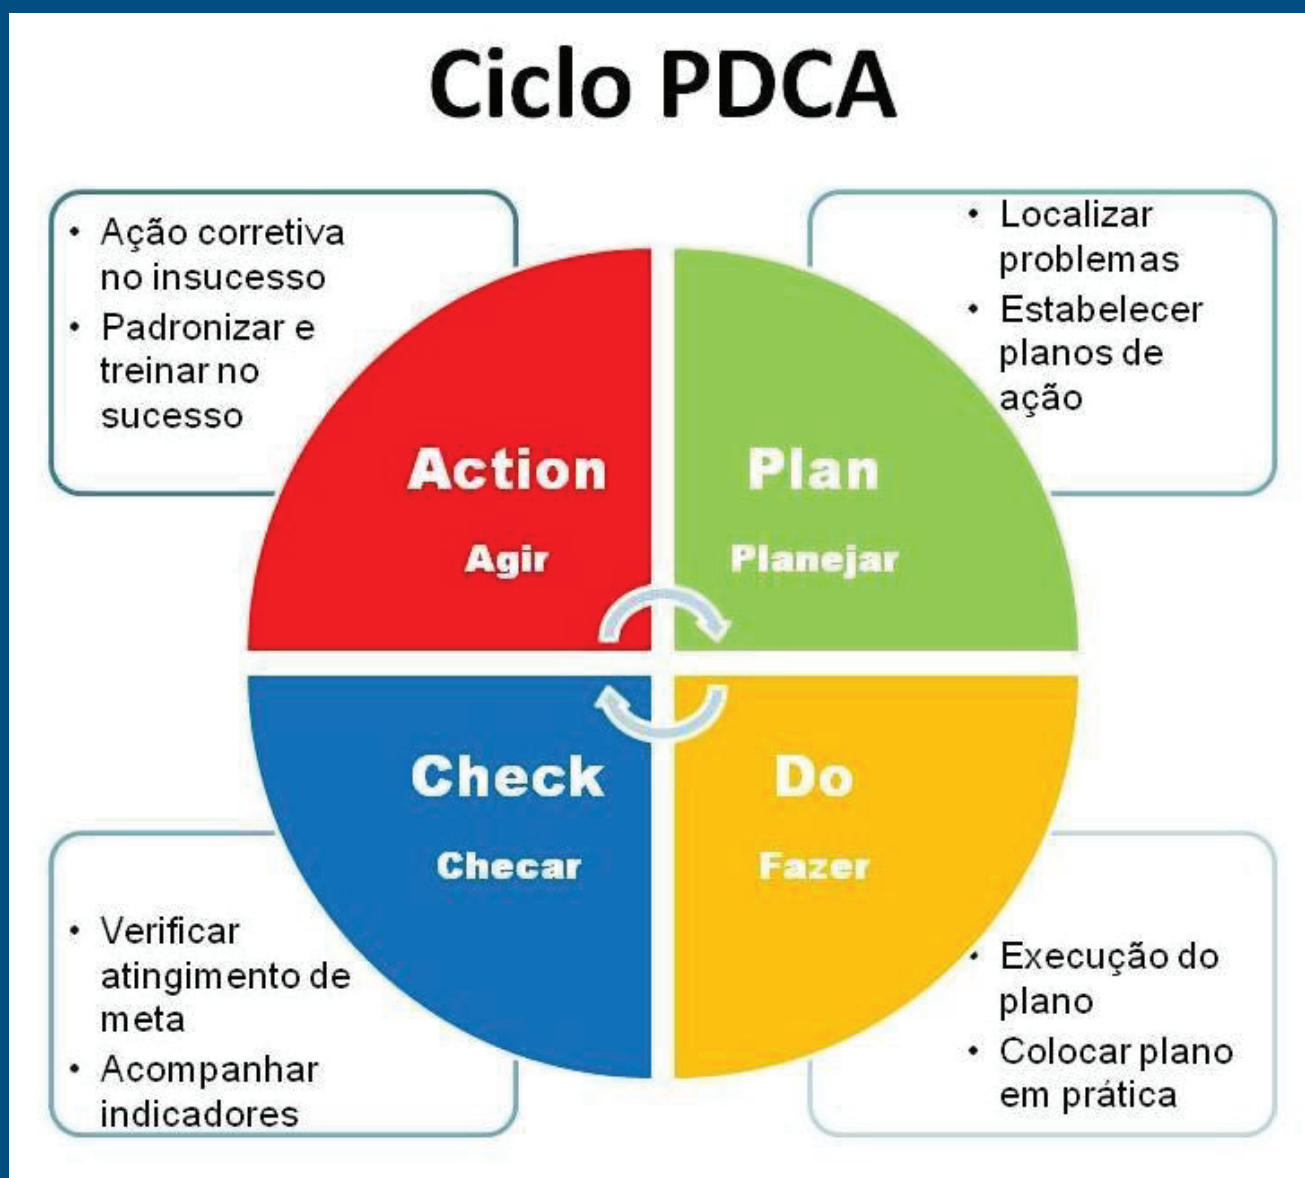 Ciclo PDCA
• Ação corretiva
no insucesso
• Padronizar e
treinar no
sucesso
• Localizar
problemas
• Estabelecer
planos de
ação
Action
Agir
Plan
Planejar
Check
Checar
Do
Fazer
• Verificar
atingimento de
meta
• Acompanhar
indicadores
• Execução do
plano
• Colocar plano
em prática